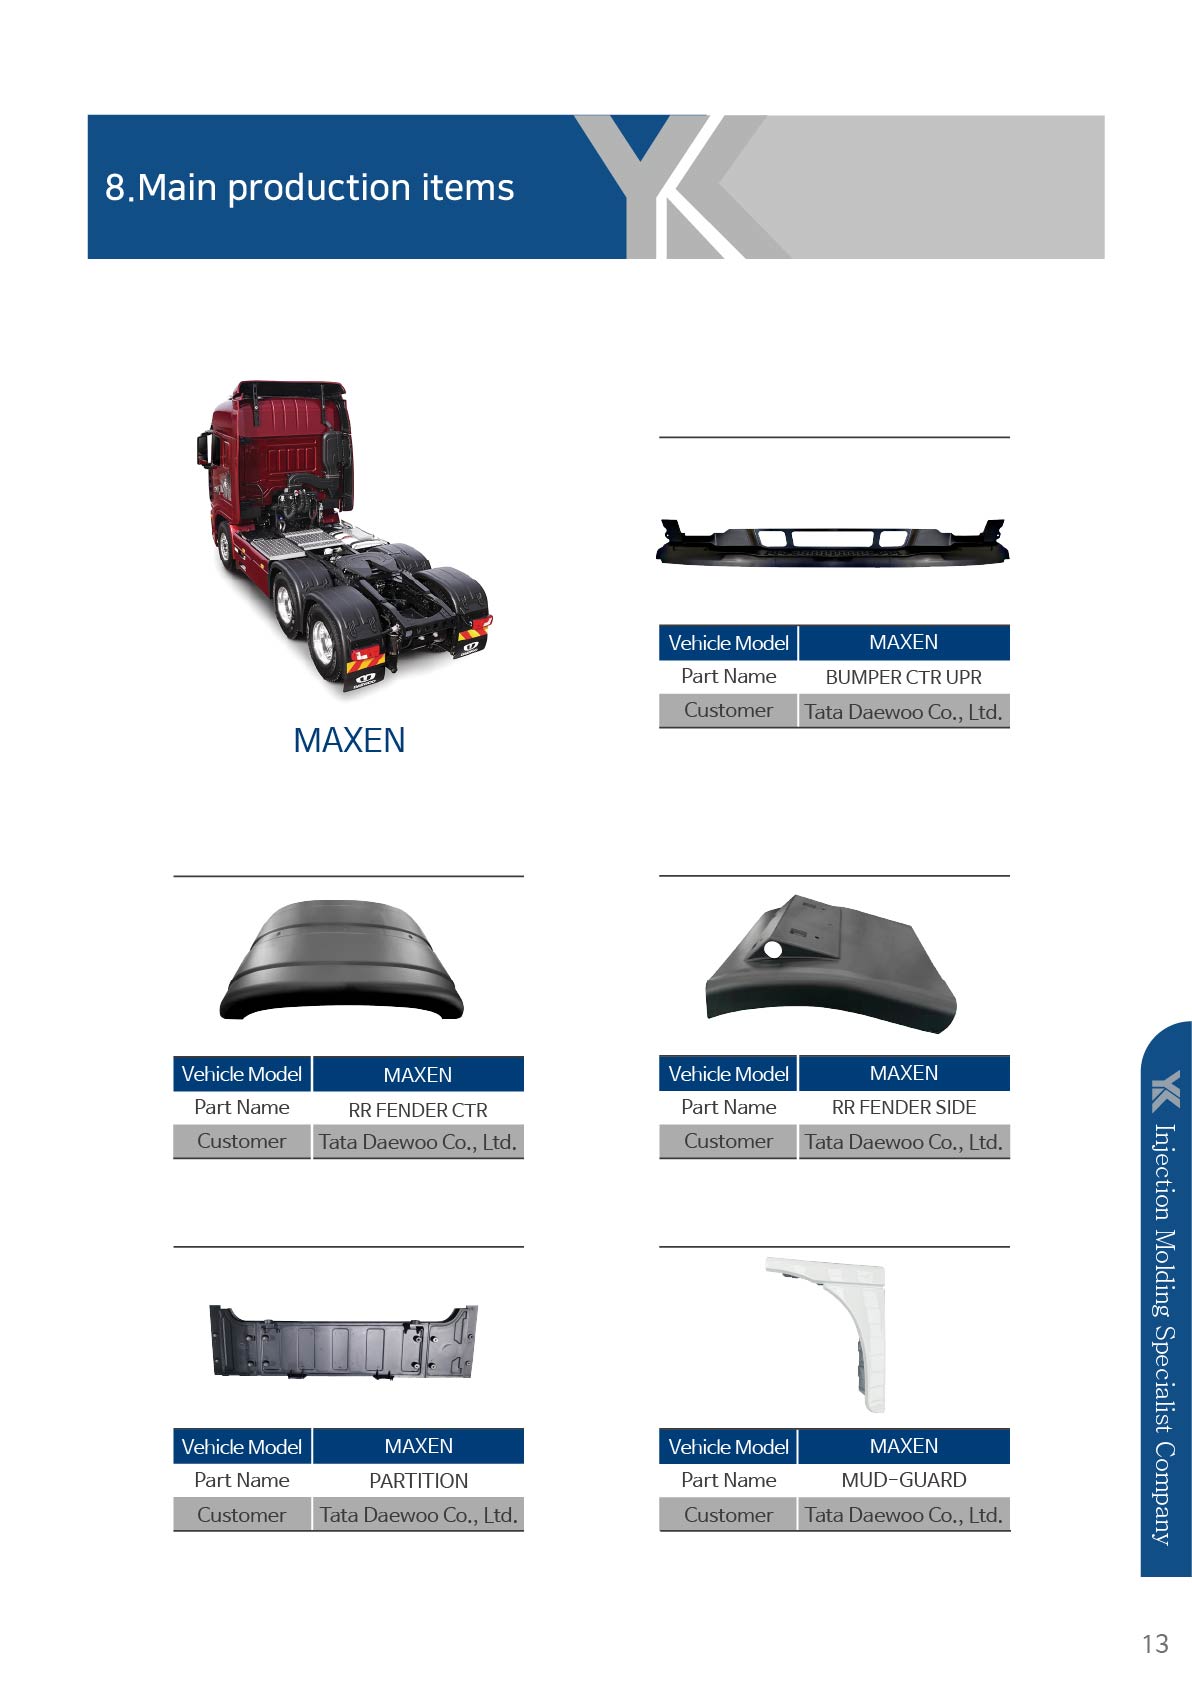 8.Main production items
MAXEN
Vehicle Model MAXEN
Part Name BUMPER CTR UPR
Customer Tata Daewoo Co., Ltd.
Vehicle Model MAXEN
Part Name RR FENDER CTR
Customer Tata Daewoo Co., Ltd.
Vehicle Model MAXEN
Part Name RR FENDER SIDE
Customer Tata Daewoo Co., Ltd.
Vehicle Model MAXEN
Part Name PARTITION
Customer Tata Daewoo Co., Ltd.
Vehicle Model MAXEN
Part Name MUD-GUARD
Customer Tata Daewoo Co., Ltd.
YK Injection Molding Specialist Company
13